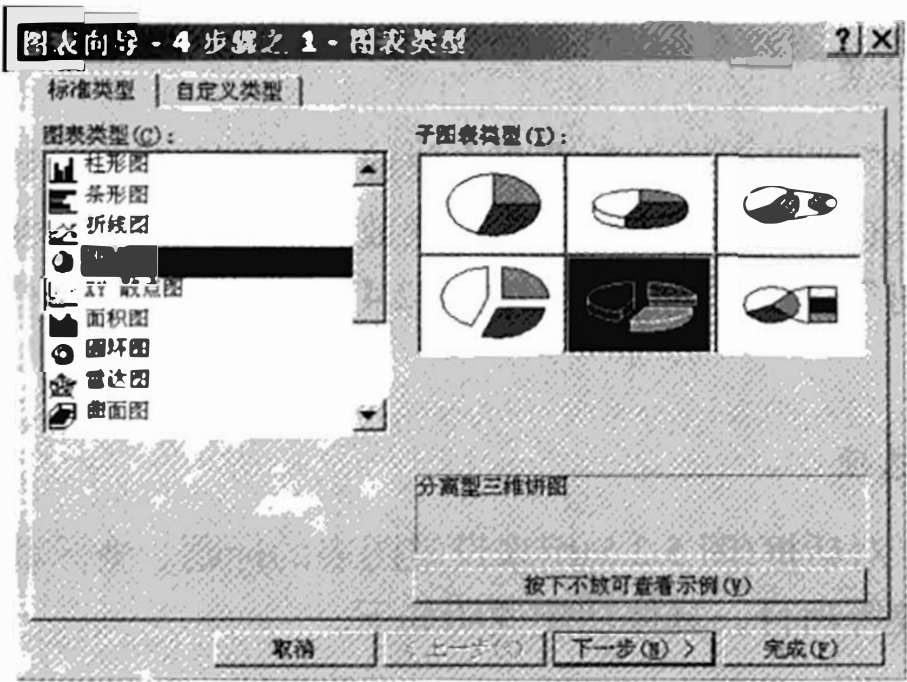 图表向导 - 4 步骤之 1 - 图表类型
标准类型
自定义类型
图表类型(C):
柱形图
条形图
折线图
XY 散点图
面积图
圆环图
雷达图
曲面图
子图表类型(T):
分离型三维饼图
按下不放可查看示例(V)
取消
< 上一步
下一步(N) >
完成(F)